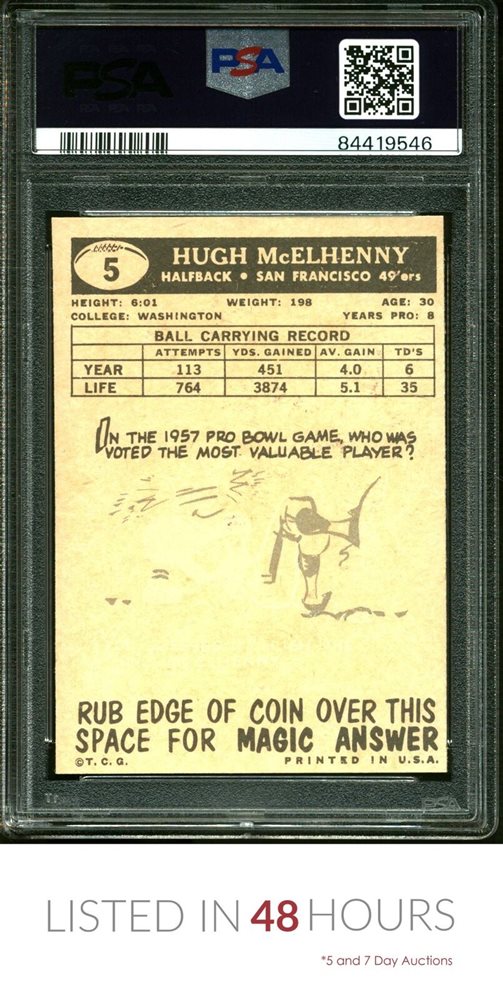 PSA
PSA
84419546
5
HUGH McELHENNY
HALFBACK • SAN FRANCISCO 49'ers
HEIGHT: 6:01 WEIGHT: 198 AGE: 30
COLLEGE: WASHINGTON YEARS PRO: 8
BALL CARRYING RECORD
ATTEMPTS YDS. GAINED AV. GAIN TD'S
YEAR 113 451 4.0 6
LIFE 764 3874 5.1 35
IN THE 1957 PRO BOWL GAME, WHO WAS
VOTED THE MOST VALUABLE PLAYER?
RUB EDGE OF COIN OVER THIS
SPACE FOR MAGIC ANSWER
©T.C.G. PRINTED IN U.S.A.
PSA
LISTED IN 48 HOURS
*5 and 7 Day Auctions